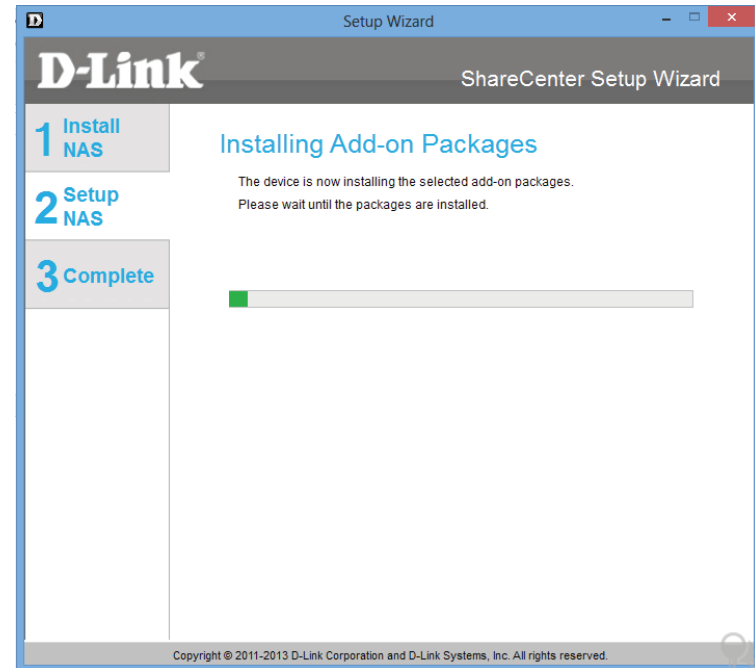 Setup Wizard
D-Link®
ShareCenter Setup Wizard
1 Install
NAS
2 Setup
NAS
3 Complete
Installing Add-on Packages
The device is now installing the selected add-on packages.
Please wait until the packages are installed.
Copyright © 2011-2013 D-Link Corporation and D-Link Systems, Inc. All rights reserved.